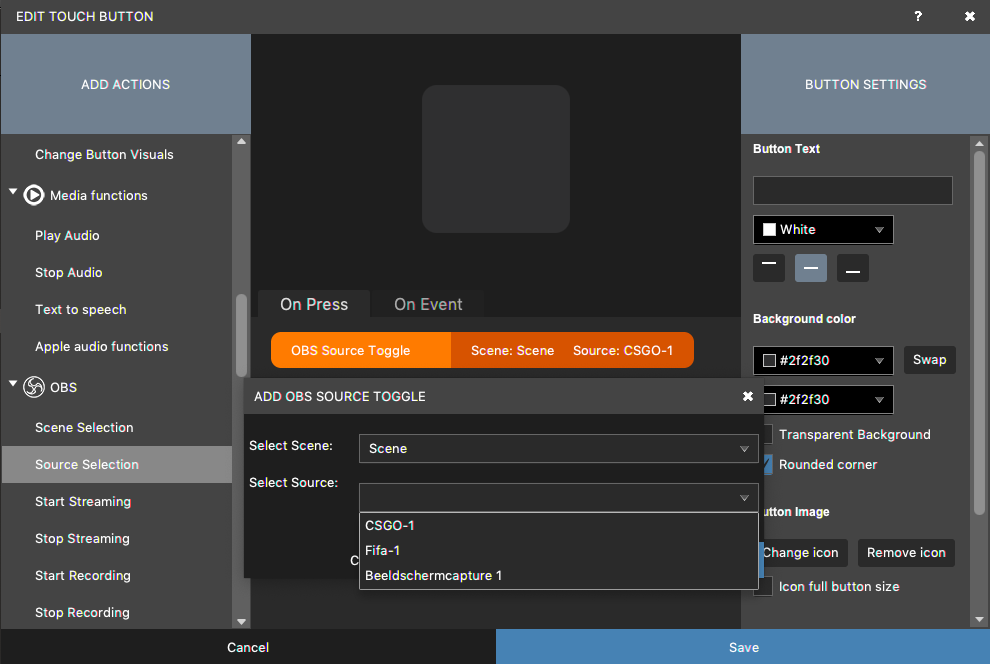 EDIT TOUCH BUTTON
?
ADD ACTIONS
Change Button Visuals
Media functions
Play Audio
Stop Audio
Text to speech
Apple audio functions
OBS
Scene Selection
Source Selection
Start Streaming
Stop Streaming
Start Recording
Stop Recording
On Press
On Event
OBS Source Toggle
Scene: Scene
Source: CSGO-1
ADD OBS SOURCE TOGGLE
Select Scene:
Scene
Select Source:
CSGO-1
Fifa-1
Beeldschermcapture 1
C
BUTTON SETTINGS
Button Text
White
Background color
#2f2f30
Swap
#2f2f30
Transparent Background
Rounded corner
utton Image
Change icon
Remove icon
Icon full button size
Cancel
Save